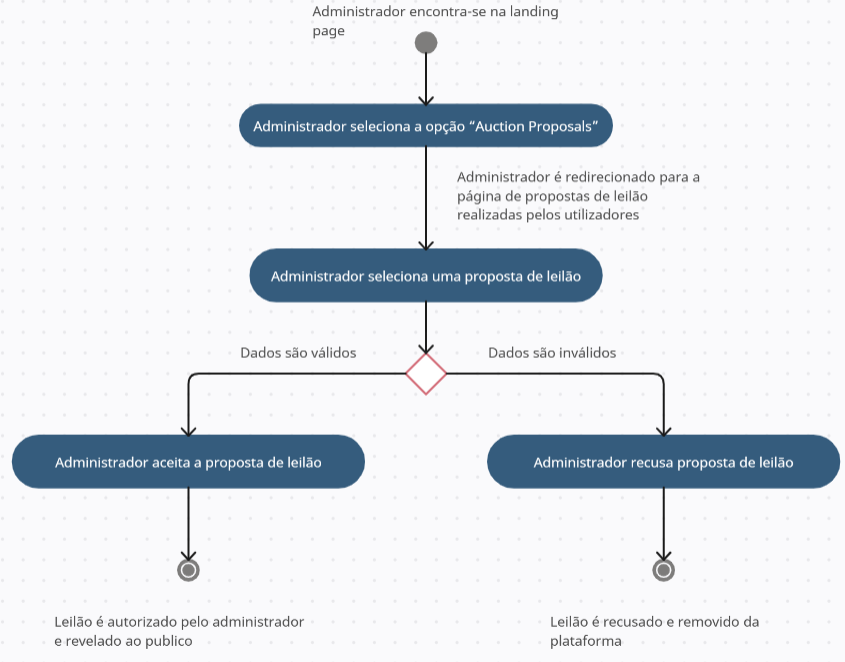 Administrador encontra-se na landing
page
Administrador seleciona a opção “Auction Proposals”
Administrador é redirecionado para a
página de propostas de leilão
realizadas pelos utilizadores
Administrador seleciona uma proposta de leilão
Dados são válidos
Dados são inválidos
Administrador aceita a proposta de leilão
Administrador recusa proposta de leilão
Leilão é autorizado pelo administrador
e revelado ao publico
Leilão é recusado e removido da
plataforma